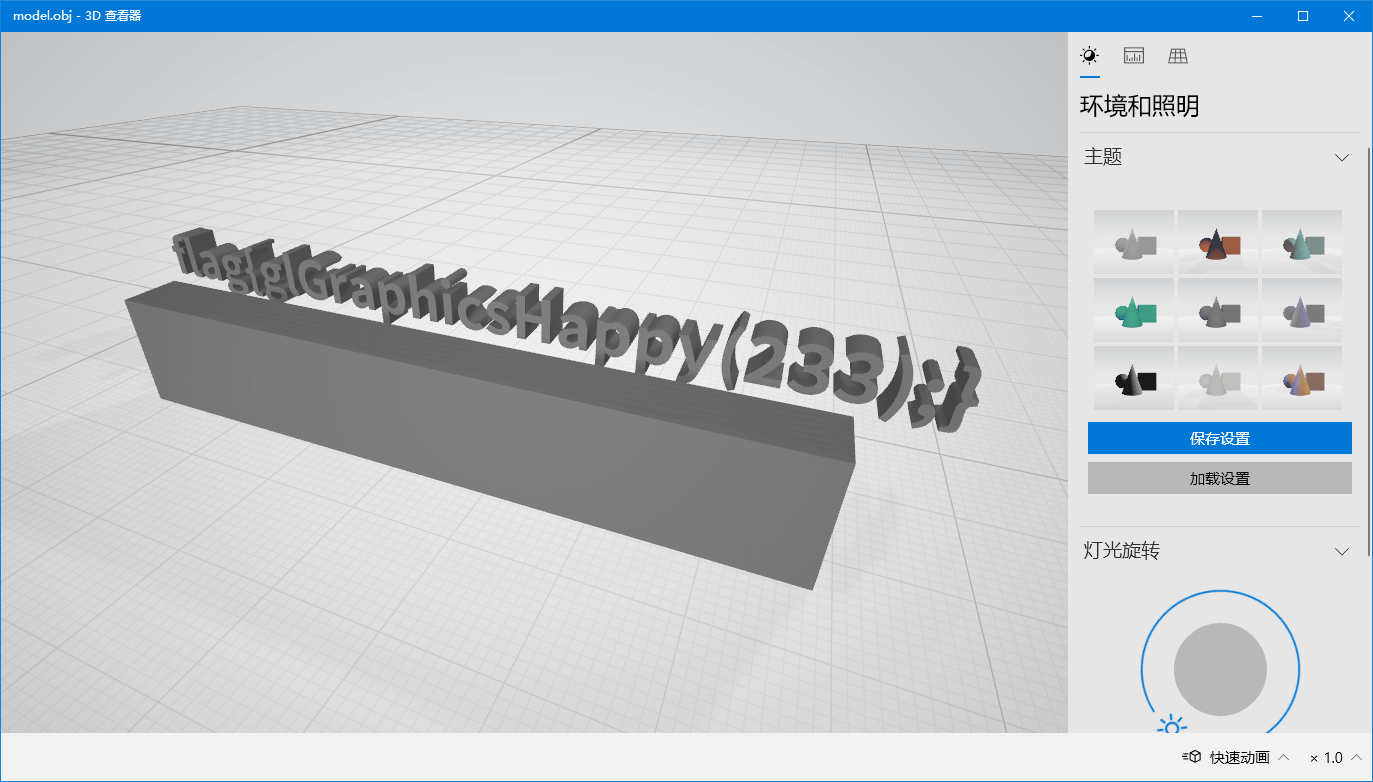 model.obj - 3D 查看器
环境和照明
主题
flag{glGraphicsHappy(233);}
保存设置
加载设置
灯光旋转
快速动画
× 1.0